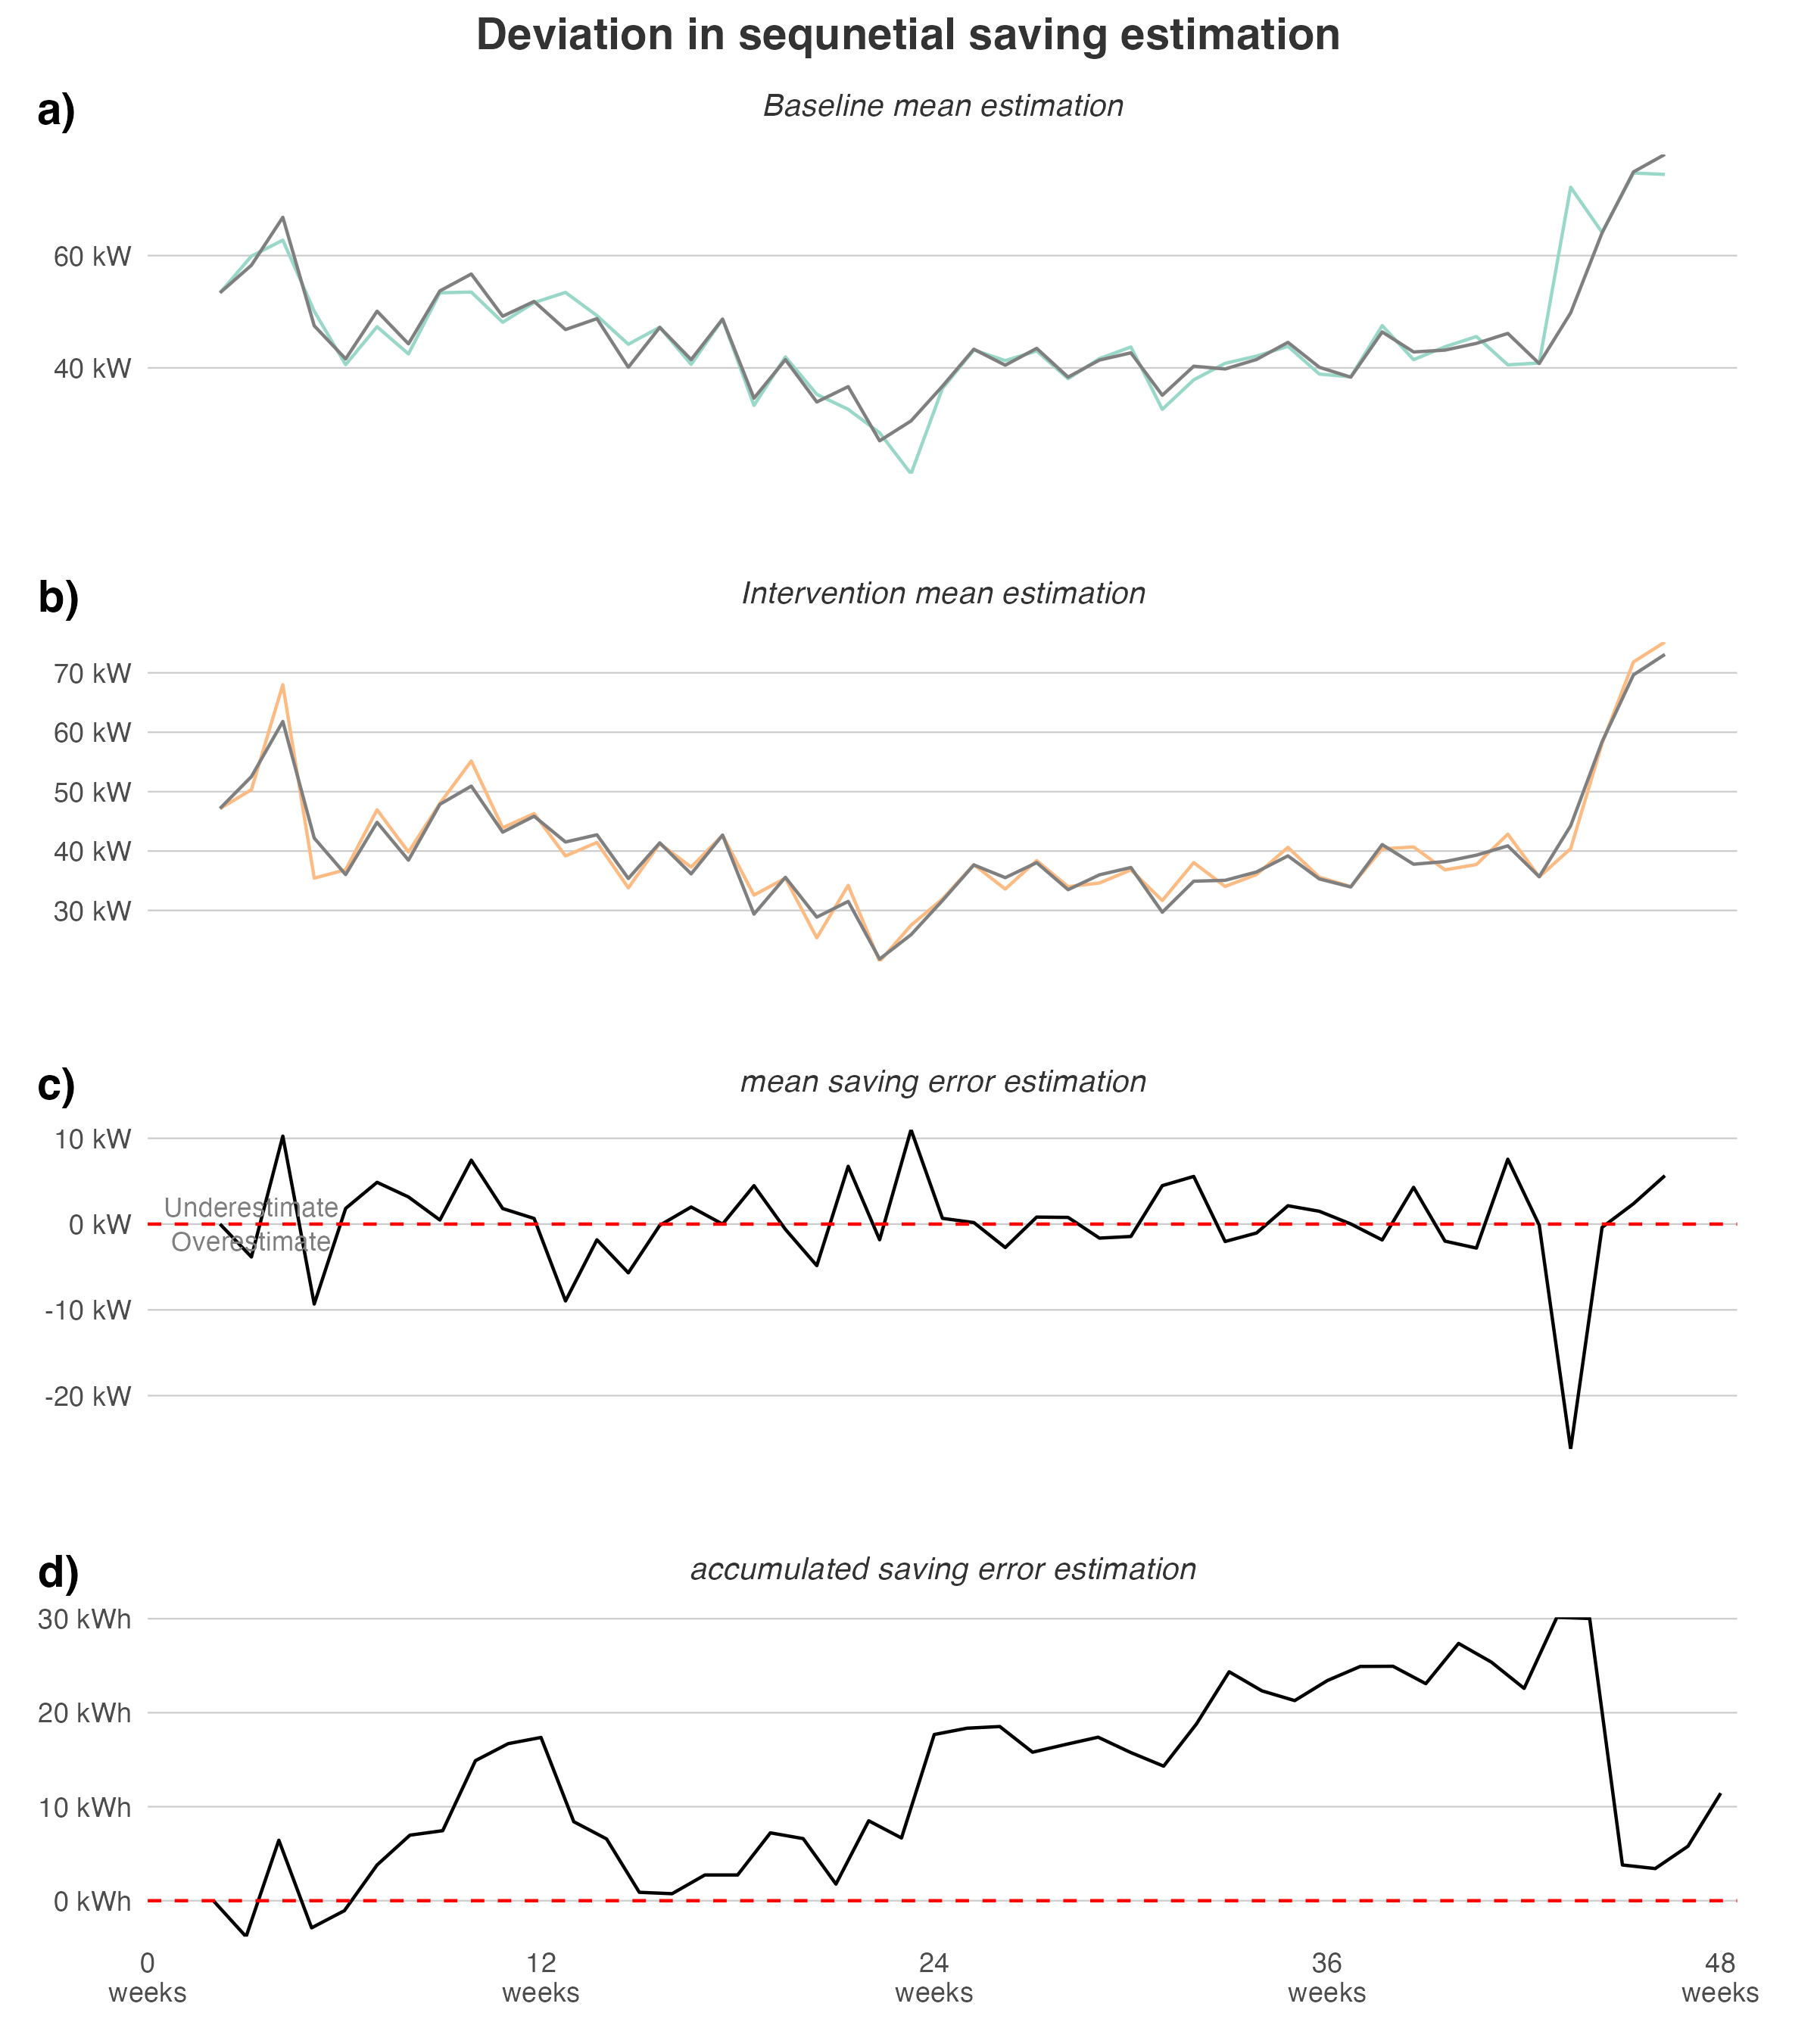 Deviation in sequnetial saving estimation
a)
Baseline mean estimation
60 kW
40 kW
b)
Intervention mean estimation
70 kW
60 kW
50 kW
40 kW
30 kW
c)
mean saving error estimation
10 kW
Underestimate
0 kW
Overestimate
-10 kW
-20 kW
d)
accumulated saving error estimation
30 kWh
20 kWh
10 kWh
0 kWh
0 12 24 36 48
weeks weeks weeks weeks weeks